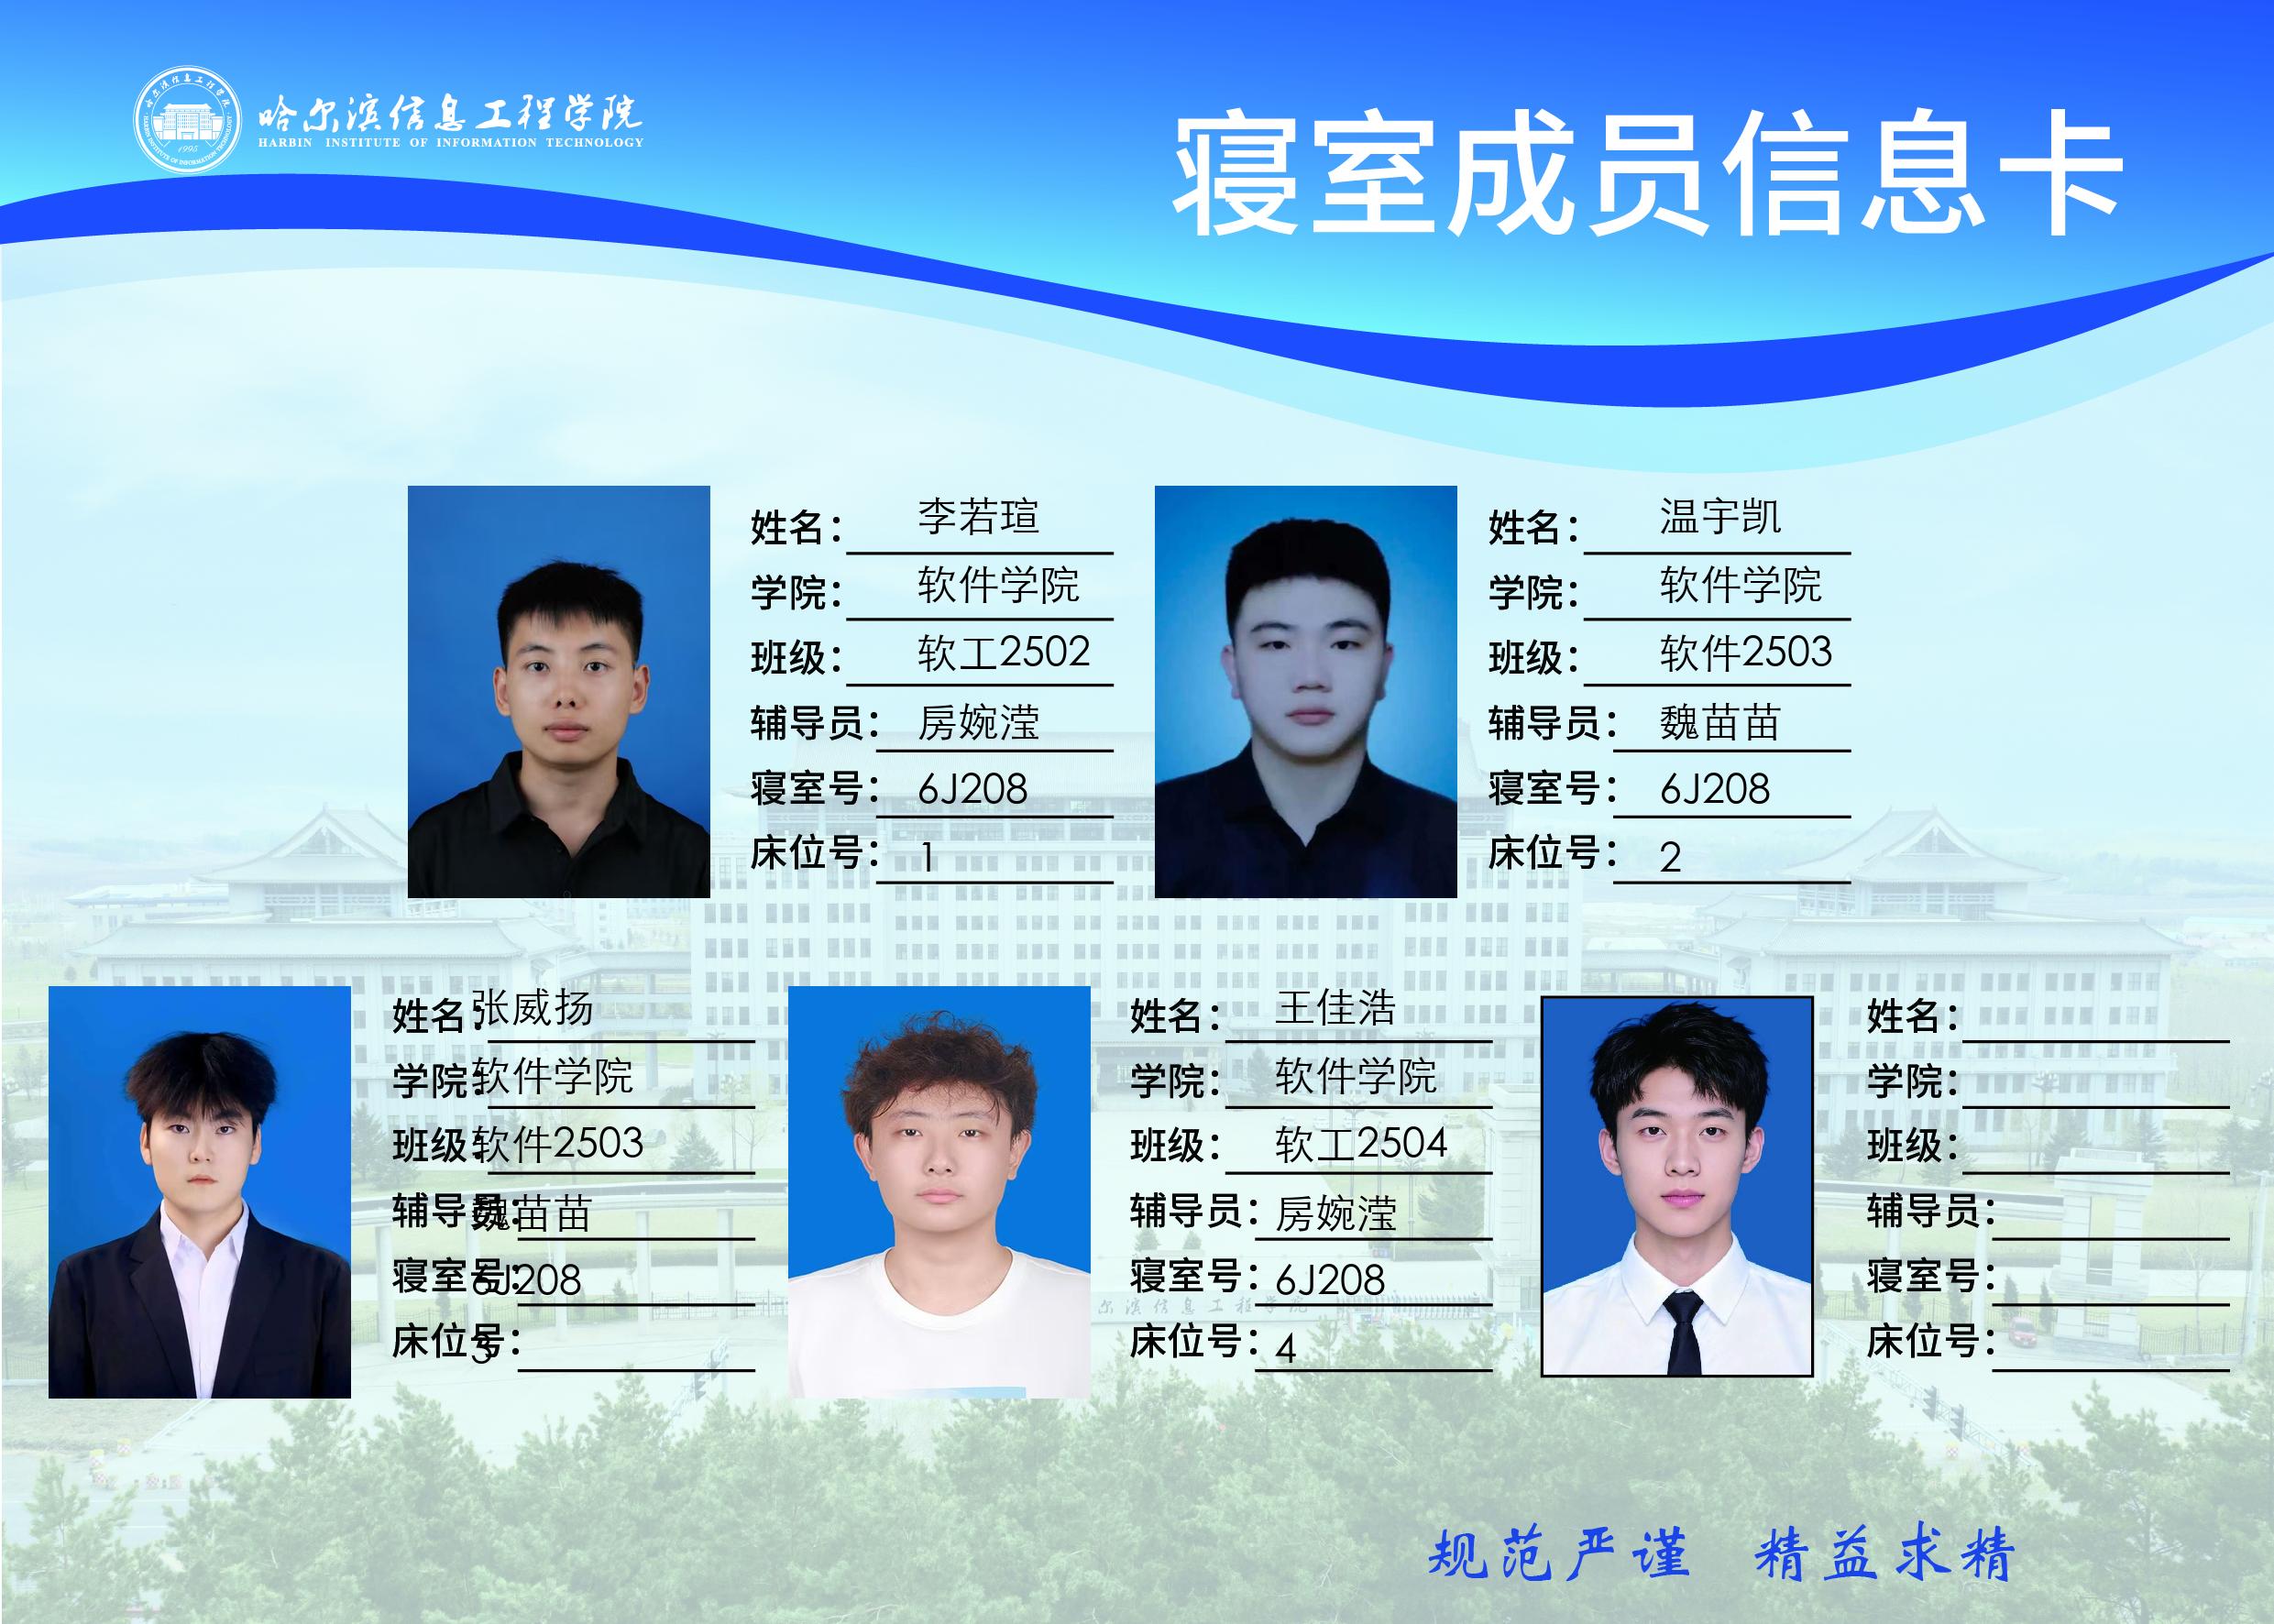 哈尔滨信息工程学院
HARBIN INSTITUTE OF INFORMATION TECHNOLOGY
1995
寝室成员信息卡
姓名: 李若瑄
学院: 软件学院
班级: 软工2502
辅导员: 房婉滢
寝室号: 6J208
床位号: 1
姓名: 温宇凯
学院: 软件学院
班级: 软件2503
辅导员: 魏苗苗
寝室号: 6J208
床位号: 2
姓名: 张威扬
学院: 软件学院
班级: 软件2503
辅导员: 魏苗苗
寝室号: 6J208
床位号: 3
姓名: 王佳浩
学院: 软件学院
班级: 软工2504
辅导员: 房婉滢
寝室号: 6J208
床位号: 4
姓名:
学院:
班级:
辅导员:
寝室号:
床位号:
规范严谨 精益求精